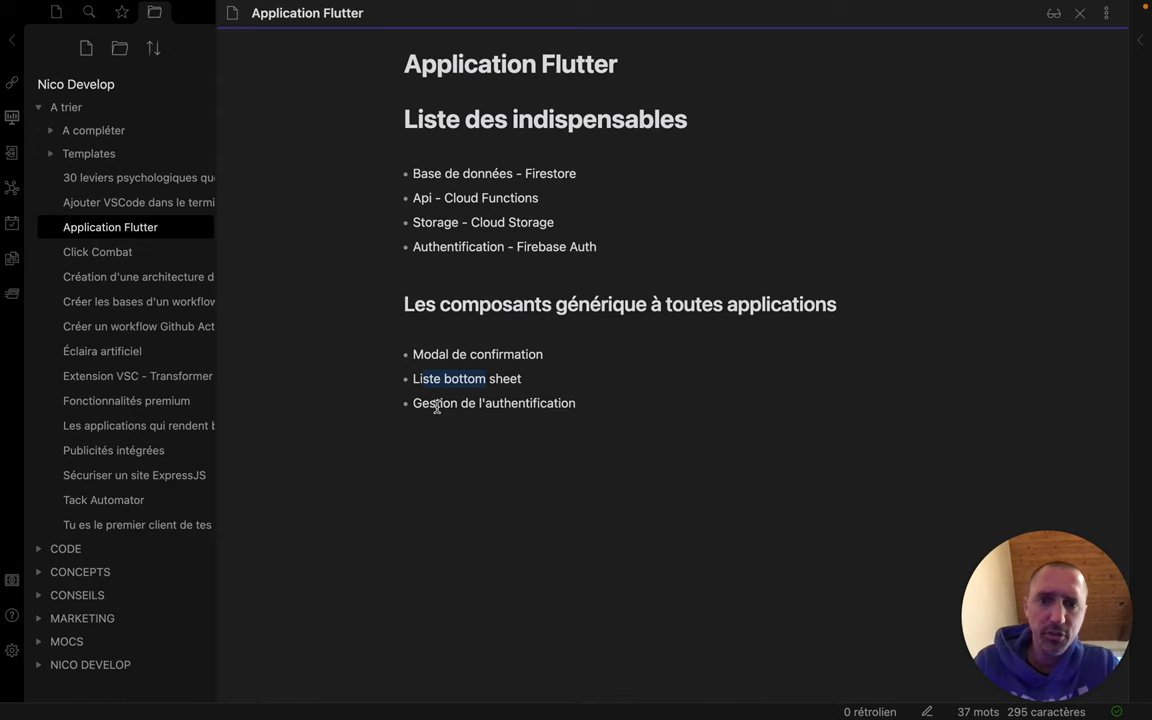 Application Flutter
Nico Develop
A trier
A compléter
Templates
30 leviers psychologiques qu
Ajouter VSCode dans le termi
Application Flutter
Click Combat
Création d'une architecture d
Créer les bases d'un workflow
Créer un workflow Github Act
Éclaira artificiel
Extension VSC - Transformer
Fonctionnalités premium
Les applications qui rendent b
Publicités intégrées
Sécuriser un site ExpressJS
Tack Automator
Tu es le premier client de tes
CODE
CONCEPTS
CONSEILS
MARKETING
MOCS
NICO DEVELOP
Application Flutter
Liste des indispensables
Base de données - Firestore
Api - Cloud Functions
Storage - Cloud Storage
Authentification - Firebase Auth
Les composants générique à toutes applications
Modal de confirmation
Liste bottom sheet
Gestion de l'authentification
0 rétrolien 37 mots 295 caractères